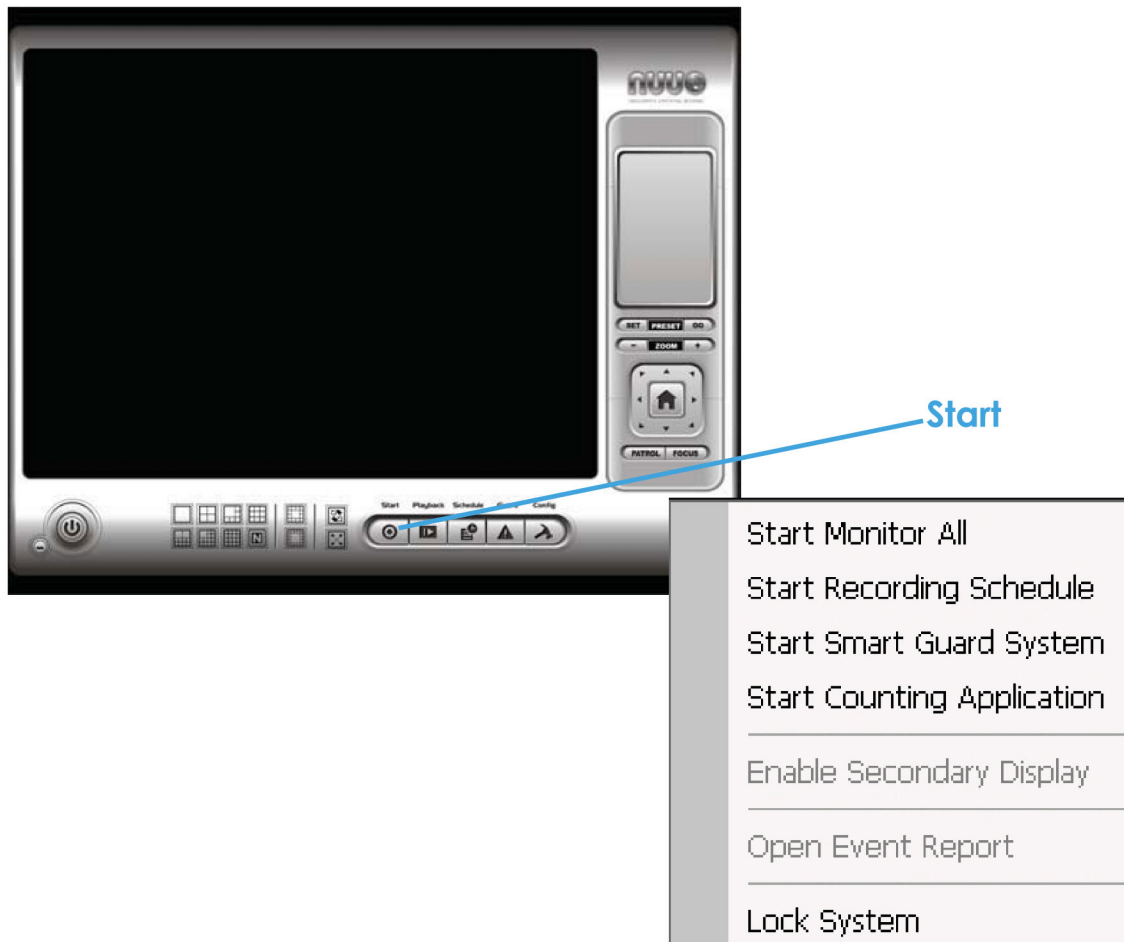 nuuo
SET PRESET GO
- ZOOM +
PATROL FOCUS
Start
Start Playback Schedule Config
N
Start Monitor All
Start Recording Schedule
Start Smart Guard System
Start Counting Application
Enable Secondary Display
Open Event Report
Lock System